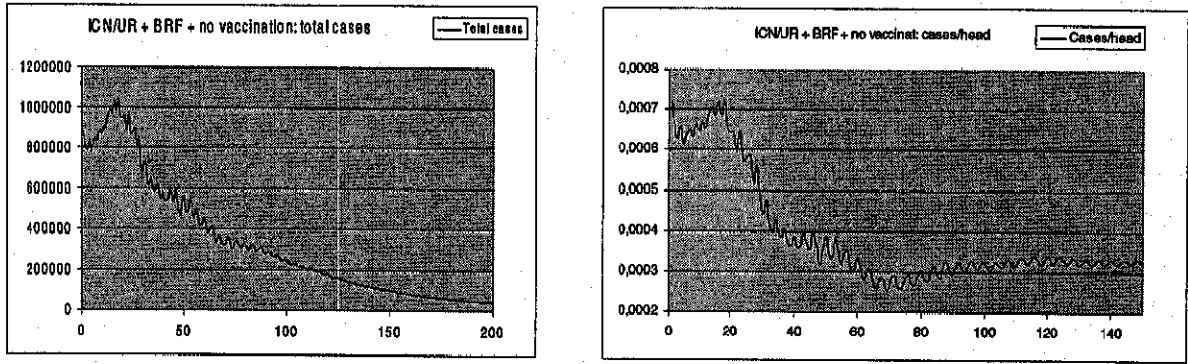 ICN/UR + BRF + no vaccination: total cases
Total cases
1200000
1000000
800000
600000
400000
200000
0
0 50 100 150 200
ICN/UR + BRF + no vaccinat: cases/head
Cases/head
0,0008
0,0007
0,0006
0,0005
0,0004
0,0003
0,0002
0 20 40 60 80 100 120 140